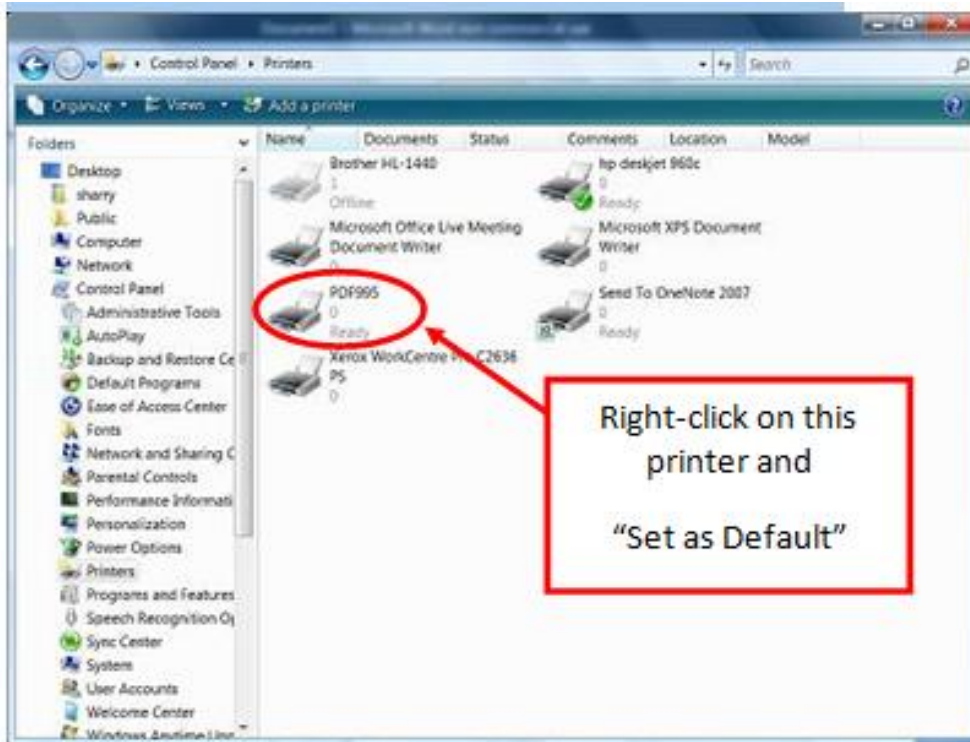 Control Panel ▸ Printers
Search
Organize Views Add a printer
Folders
Name Documents Status Comments Location Model
Desktop
sharry
Public
Computer
Network
Control Panel
Administrative Tools
AutoPlay
Backup and Restore Ce
Default Programs
Ease of Access Center
Fonts
Network and Sharing C
Parental Controls
Performance Informati
Personalization
Power Options
Printers
Programs and Features
Speech Recognition Op
Sync Center
System
User Accounts
Welcome Center
Windows Anytime Upg
Brother HL-1440
1
Offline
hp deskjet 960c
0
Ready
Microsoft Office Live Meeting
Document Writer
0
Microsoft XPS Document
Writer
0
PDF995
0
Ready
Send To OneNote 2007
0
Ready
Xerox WorkCentre C2636
PS
0
Right-click on this
printer and
“Set as Default”